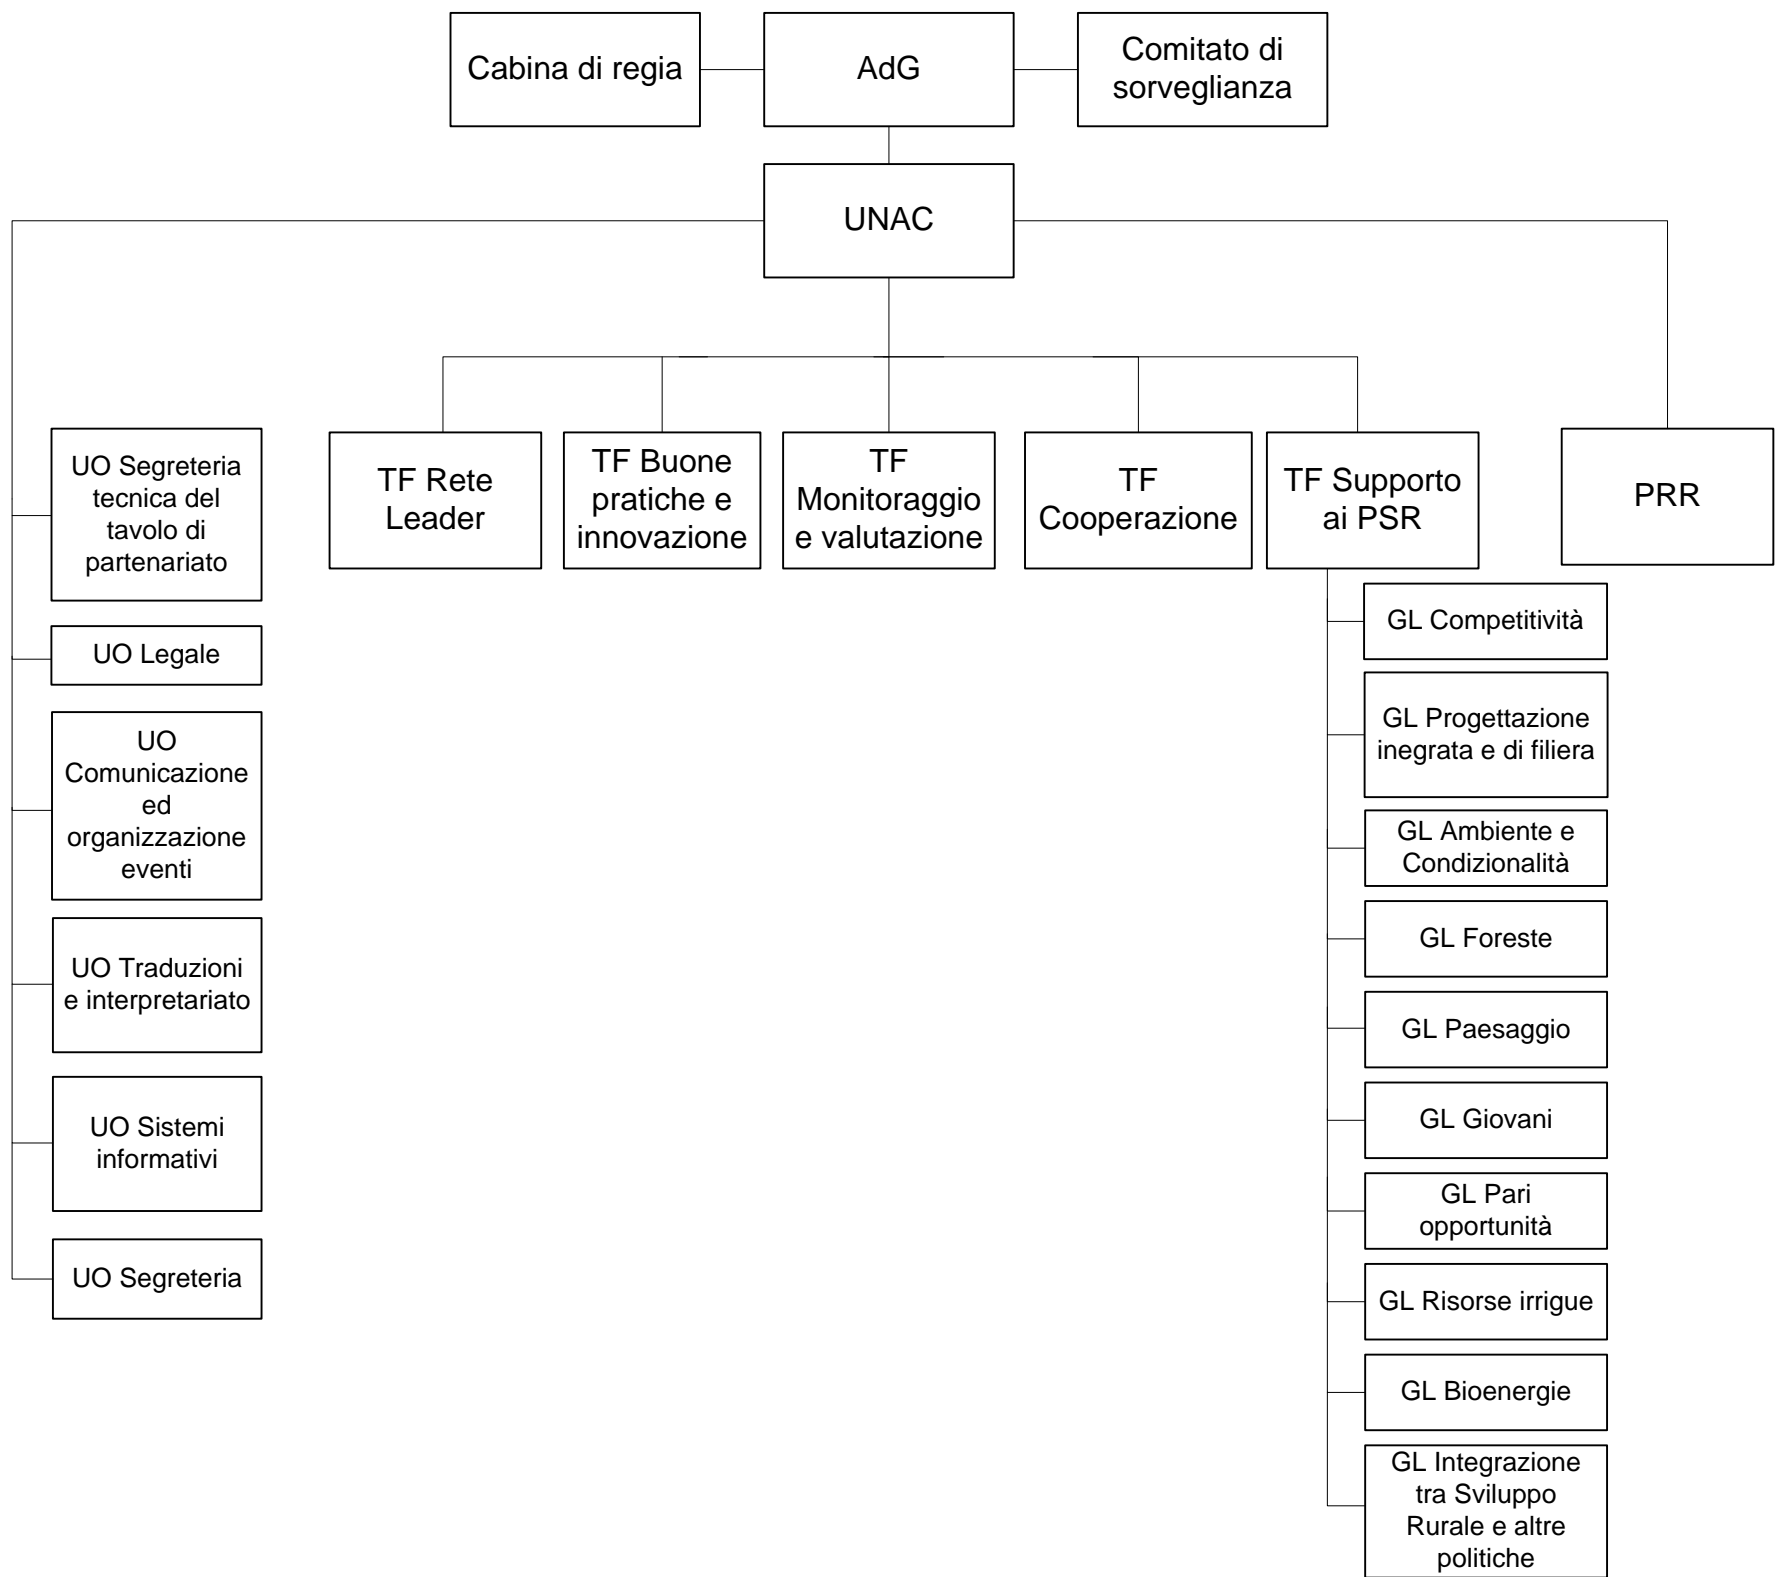 Cabina di regia
AdG
Comitato di
sorveglianza
UNAC
UO Segreteria
tecnica del
tavolo di
partenariato
UO Legale
UO
Comunicazione
ed
organizzazione
eventi
UO Traduzioni
e interpretariato
UO Sistemi
informativi
UO Segreteria
TF Rete
Leader
TF Buone
pratiche e
innovazione
TF
Monitoraggio
e valutazione
TF
Cooperazione
TF Supporto
ai PSR
PRR
GL Competitività
GL Progettazione
inegrata e di filiera
GL Ambiente e
Condizionalità
GL Foreste
GL Paesaggio
GL Giovani
GL Pari
opportunità
GL Risorse irrigue
GL Bioenergie
GL Integrazione
tra Sviluppo
Rurale e altre
politiche